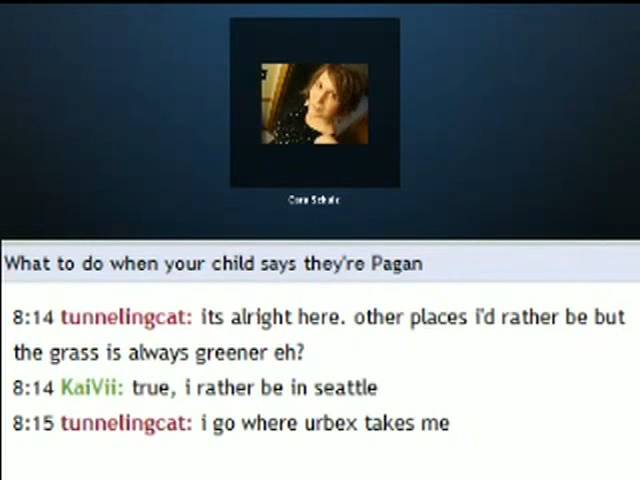 Cara Schulz
What to do when your child says they're Pagan
8:14 tunnelingcat: its alright here. other places i'd rather be but
the grass is always greener eh?
8:14 KaiVii: true, i rather be in seattle
8:15 tunnelingcat: i go where urbex takes me